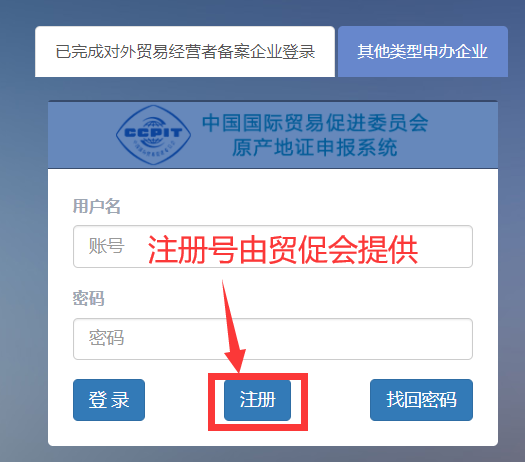 已完成对外贸易经营者备案企业登录
其他类型申办企业
CCPIT
中国国际贸易促进委员会
原产地证申报系统
用户名
账号
注册号由贸促会提供
密码
密码
登 录
注册
找回密码